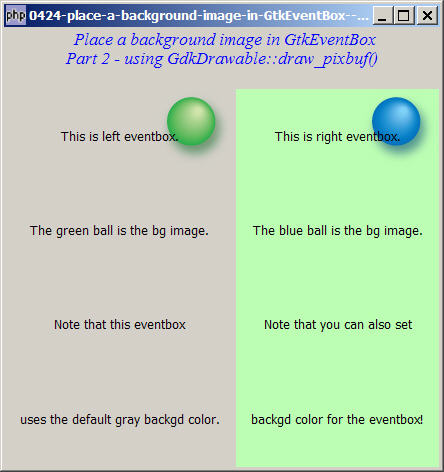 php 0424-place-a-background-image-in-GtkEventBox--...
Place a background image in GtkEventBox
Part 2 - using GdkDrawable::draw_pixbuf()
This is left eventbox.
This is right eventbox.
The green ball is the bg image.
The blue ball is the bg image.
Note that this eventbox
Note that you can also set
uses the default gray backgd color.
backgd color for the eventbox!